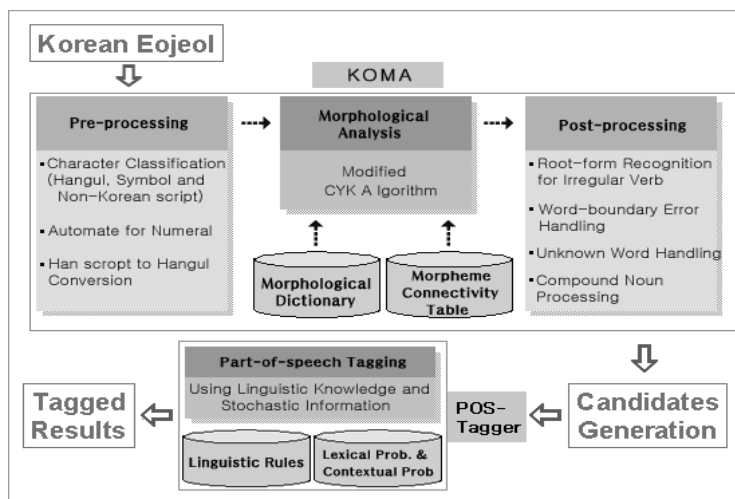 Korean Eojeol
KOMA
Pre-processing
▪ Character Classification
(Hangul, Symbol and
Non-Korean script)
▪ Automate for Numeral
▪ Han scropt to Hangul
Conversion
Morphological
Analysis
Modified
CYK A lgorithm
Morphological
Dictionary
Morpheme
Connectivity
Table
Post-processing
▪ Root-form Recognition
for Irregular Verb
▪ Word-boundary Error
Handling
▪ Unknown Word Handling
▪ Compound Noun
Processing
Candidates
Generation
POS-
Tagger
Part-of-speech Tagging
Using Linguistic Knowledge and
Stochastic Information
Linguistic Rules
Lexical Prob. &
Contextual Prob
Tagged
Results